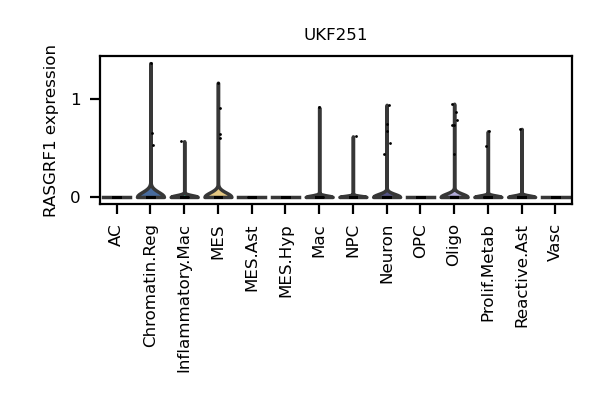 UKF251
RASGRF1 expression
1
0
AC
Chromatin.Reg
Inflammatory.Mac
MES
MES.Ast
MES.Hyp
Mac
NPC
Neuron
OPC
Oligo
Prolif.Metab
Reactive.Ast
Vasc